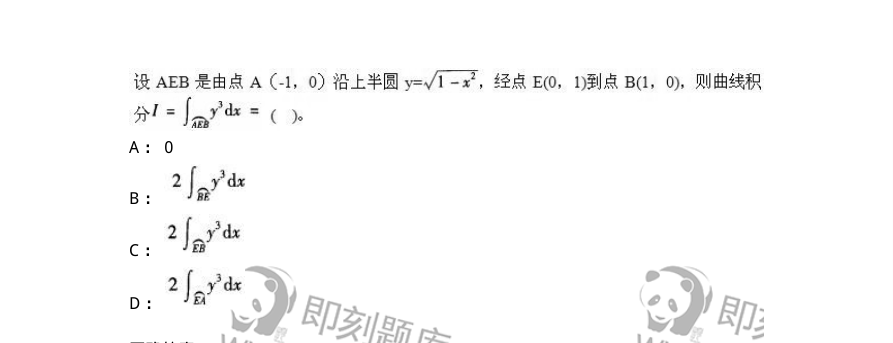 设 AEB 是由点 A（-1，0）沿上半圆 y=√(1-x²)，经点 E(0，1)到点 B(1，0)，则曲线积
分I = ∫_AEB y³dx = （ ）。
A： 0
B： 2∫_BE y³dx
C： 2∫_EB y³dx
D： 2∫_EA y³dx
即刻题库
即刻